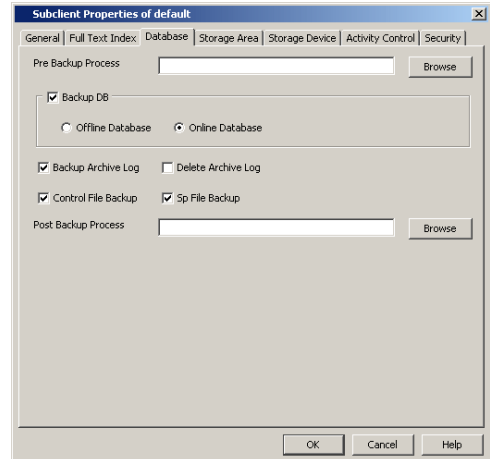 Subclient Properties of default
General Full Text Index Database Storage Area Storage Device Activity Control Security
Pre Backup Process Browse
Backup DB
Offline Database Online Database
Backup Archive Log Delete Archive Log
Control File Backup Sp File Backup
Post Backup Process Browse
OK Cancel Help